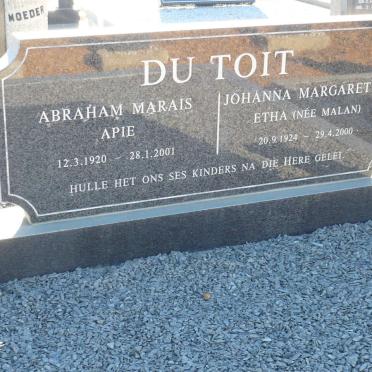 MOEDER
DU TOIT
ABRAHAM MARAIS
APIE
12.3.1920 ~ 28.1.2001
JOHANNA MARGARET
ETHA (NÉE MALAN)
20.9.1924 ~ 29.4.2000
HULLE HET ONS SES KINDERS NA DIE HERE GELEI.